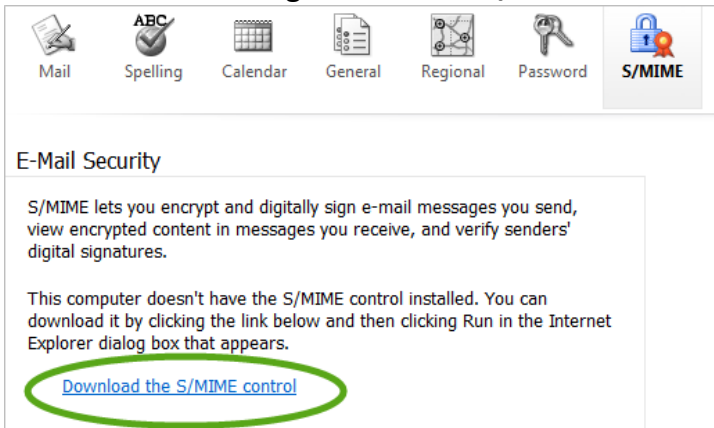 ABC
Mail Spelling Calendar General Regional Password S/MIME
E-Mail Security
S/MIME lets you encrypt and digitally sign e-mail messages you send,
view encrypted content in messages you receive, and verify senders'
digital signatures.
This computer doesn't have the S/MIME control installed. You can
download it by clicking the link below and then clicking Run in the Internet
Explorer dialog box that appears.
Download the S/MIME control